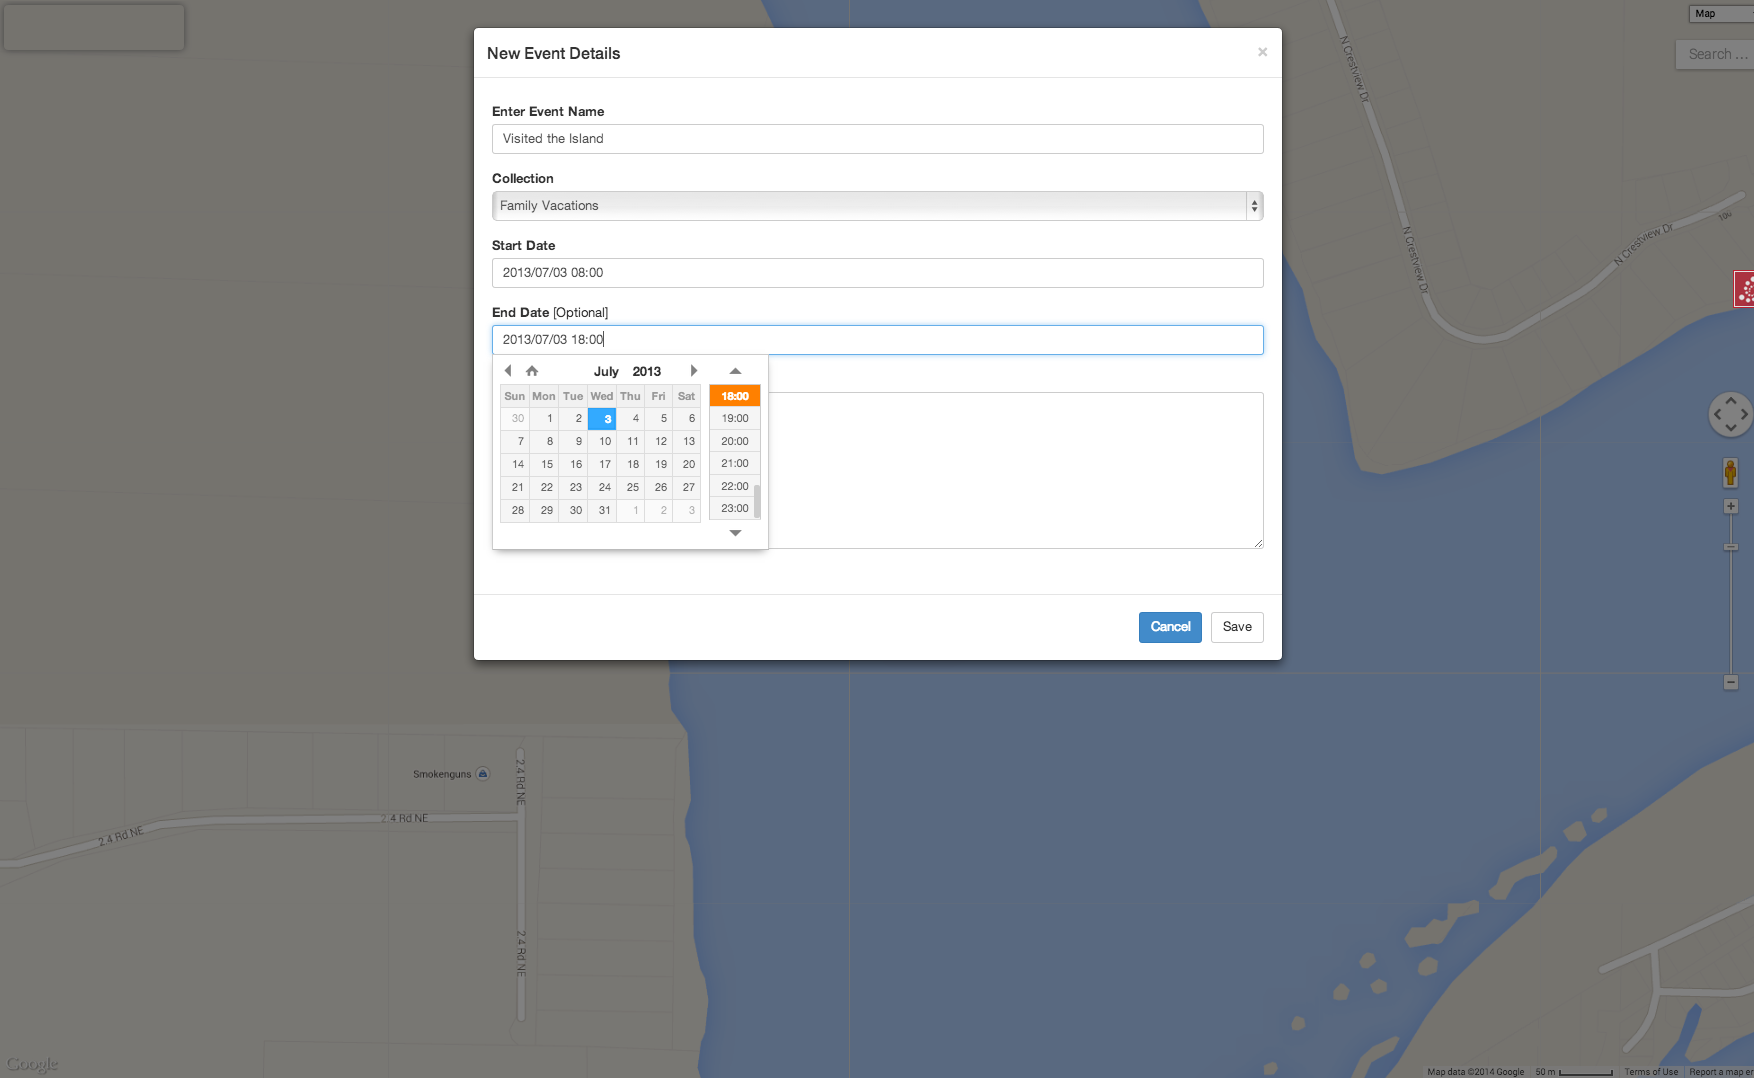 Map
Search ...
New Event Details
×
Enter Event Name
Visited the Island
Collection
Family Vacations
Start Date
2013/07/03 08:00
End Date [Optional]
2013/07/03 18:00
July 2013
Sun Mon Tue Wed Thu Fri Sat
30 1 2 3 4 5 6
7 8 9 10 11 12 13
14 15 16 17 18 19 20
21 22 23 24 25 26 27
28 29 30 31 1 2 3
18:00
19:00
20:00
21:00
22:00
23:00
Cancel Save
N Crestview Dr
N Crestview Dr
N Crestview Dr
Smokenguns
2.4 Rd NE
2.4 Rd NE
2.4 Rd NE
2.4 Rd NE
Google
Map data ©2014 Google 50 m Terms of Use Report a map er